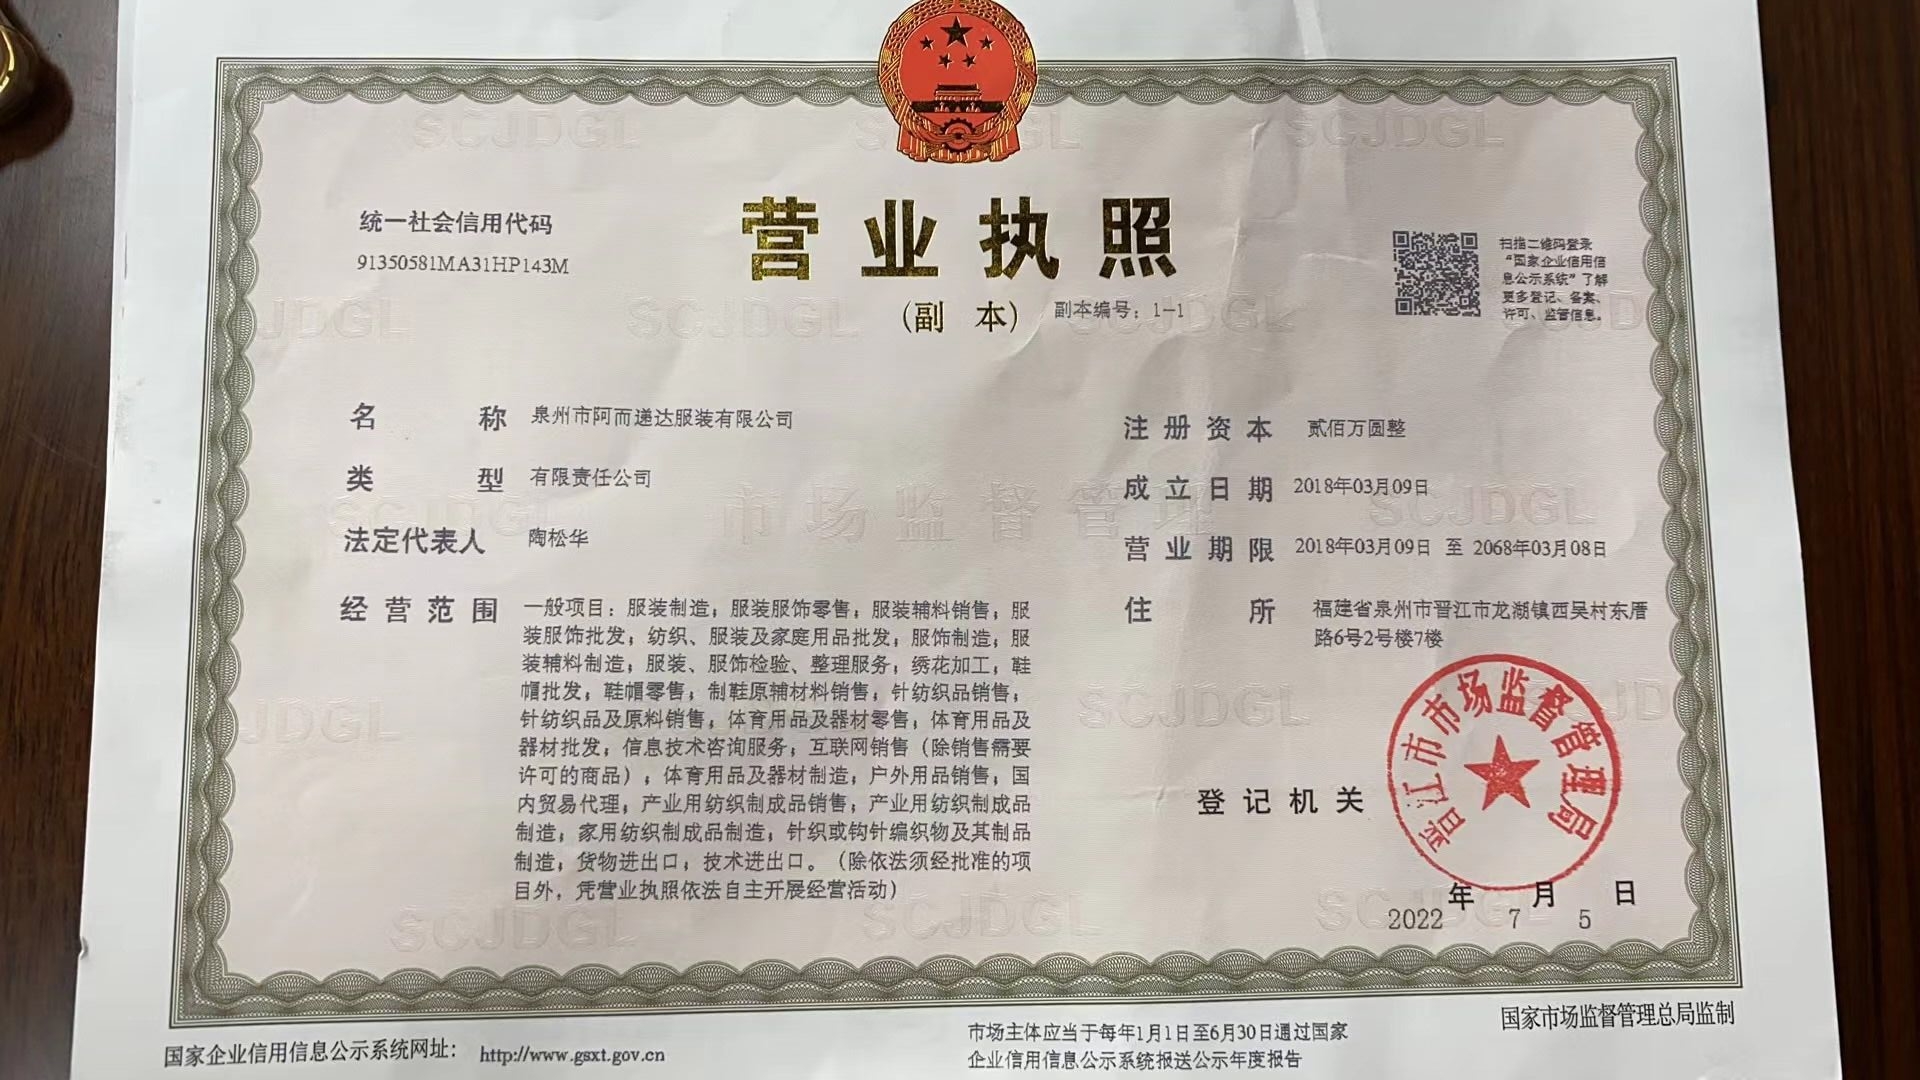 统一社会信用代码
91350581MA31HP143M
营业执照
(副 本) 副本编号：1-1
扫描二维码登录
“国家企业信用信
息公示系统”了解
更多登记、备案、
许可、监管信息。
名 称 泉州市阿而递达服装有限公司
类 型 有限责任公司
法定代表人 陶松华
经营范围 一般项目：服装制造；服装服饰零售；服装辅料销售；服
装服饰批发；纺织、服装及家庭用品批发；服饰制造；服
装辅料制造；服装、服饰检验、整理服务；绣花加工；鞋
帽批发；鞋帽零售；制鞋原辅材料销售；针纺织品销售；
针纺织品及原料销售；体育用品及器材零售；体育用品及
器材批发；信息技术咨询服务；互联网销售（除销售需要
许可的商品）；体育用品及器材制造；户外用品销售；国
内贸易代理；产业用纺织制成品销售；产业用纺织制成品
制造；家用纺织制成品制造；针织或钩针编织物及其制品
制造；货物进出口；技术进出口。（除依法须经批准的项
目外，凭营业执照依法自主开展经营活动）
注册资本 贰佰万圆整
成立日期 2018年03月09日
营业期限 2018年03月09日 至 2068年03月08日
住 所 福建省泉州市晋江市龙湖镇西吴村东厝
路6号2号楼7楼
登记机关
晋江市市场监督管理局
2022年7月5日
SCJDGL
SCJDGL
SCJDGL
JDGL
SCJDGL
SCJDGL
SCJDGL
市场监督管理
SCJDGL
JDGL
SCJDGL
SCJDGL
SCJDGL
SCJDGL
国家企业信用信息公示系统网址： http://www.gsxt.gov.cn
市场主体应当于每年1月1日至6月30日通过国家
企业信用信息公示系统报送公示年度报告
国家市场监督管理总局监制